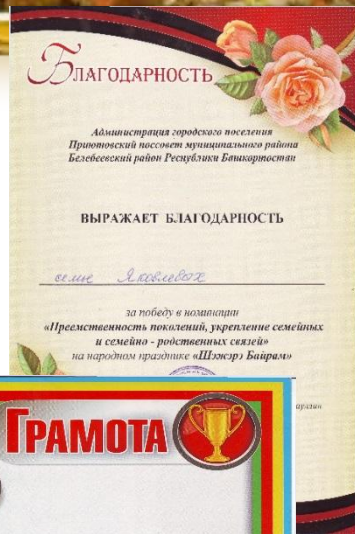 Благодарность
Администрация городского поселения
Приютовский поссовет муниципального района
Белебеевский район Республики Башкортостан
ВЫРАЖАЕТ БЛАГОДАРНОСТЬ
семье Яковлевых
за победу в номинации
«Преемственность поколений, укрепление семейных
и семейно - родственных связей»
на народном празднике «Шэжэрэ Байрам»
ГРАМОТА